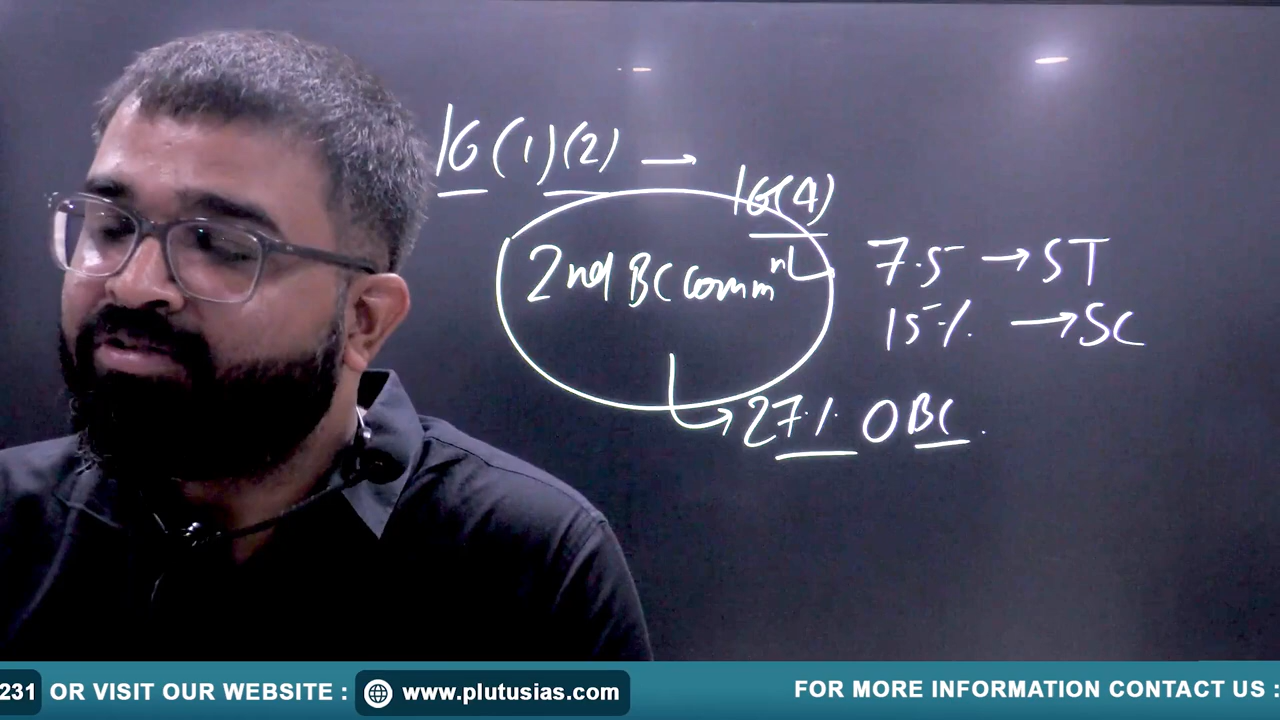 16(1)(2) →
16(4)
2nd BC Commnl
7.5 → ST
15% → SC
27% OBC.
231 OR VISIT OUR WEBSITE : www.plutusias.com FOR MORE INFORMATION CONTACT US :